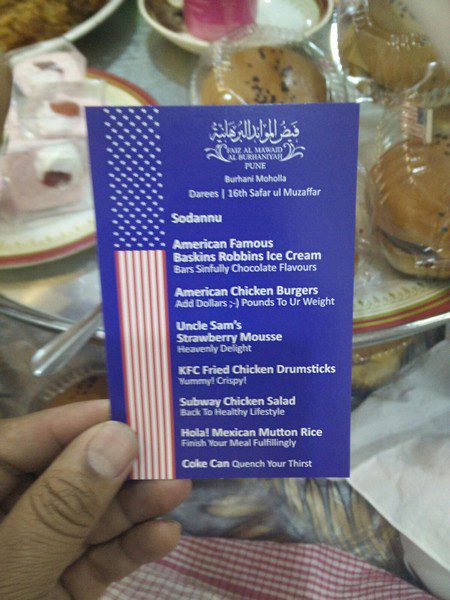 فيض الموائد البرهانية
FAIZ AL MAWAID
AL BURHANIYAH
PUNE
Burhani Moholla
Darees | 16th Safar ul Muzaffar
Sodannu
American Famous
Baskins Robbins Ice Cream
Bars Sinfully Chocolate Flavours
American Chicken Burgers
Add Dollars ;-) Pounds To Ur Weight
Uncle Sam's
Strawberry Mousse
Heavenly Delight
KFC Fried Chicken Drumsticks
Yummy! Crispy!
Subway Chicken Salad
Back To Healthy Lifestyle
Hola! Mexican Mutton Rice
Finish Your Meal Fulfillingly
Coke Can Quench Your Thirst